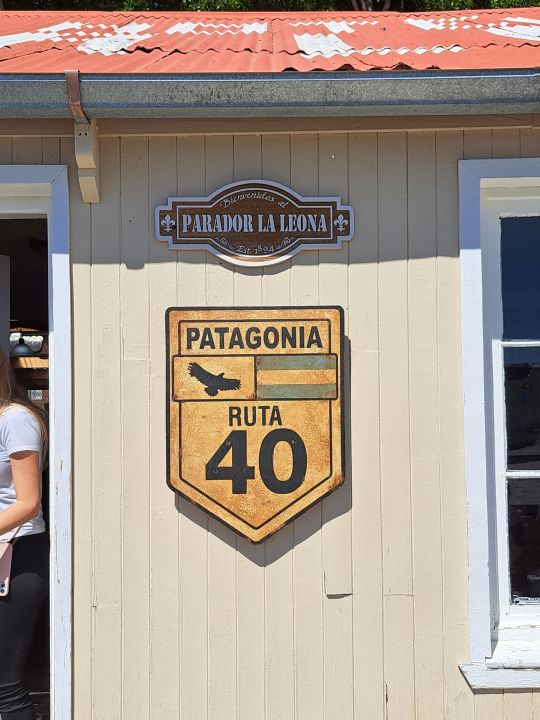 Bienvenidos al
PARADOR LA LEONA
Est. 1894
PATAGONIA
RUTA
40